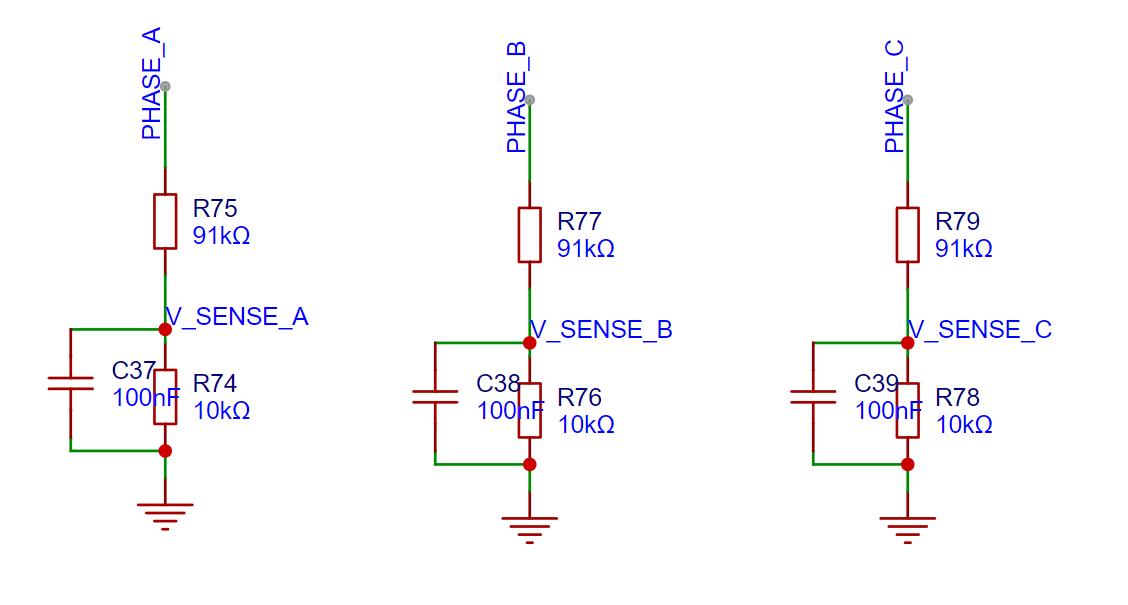 PHASE_A
R75
91kΩ
V_SENSE_A
C37
100nF
R74
10kΩ
PHASE_B
R77
91kΩ
V_SENSE_B
C38
100nF
R76
10kΩ
PHASE_C
R79
91kΩ
V_SENSE_C
C39
100nF
R78
10kΩ